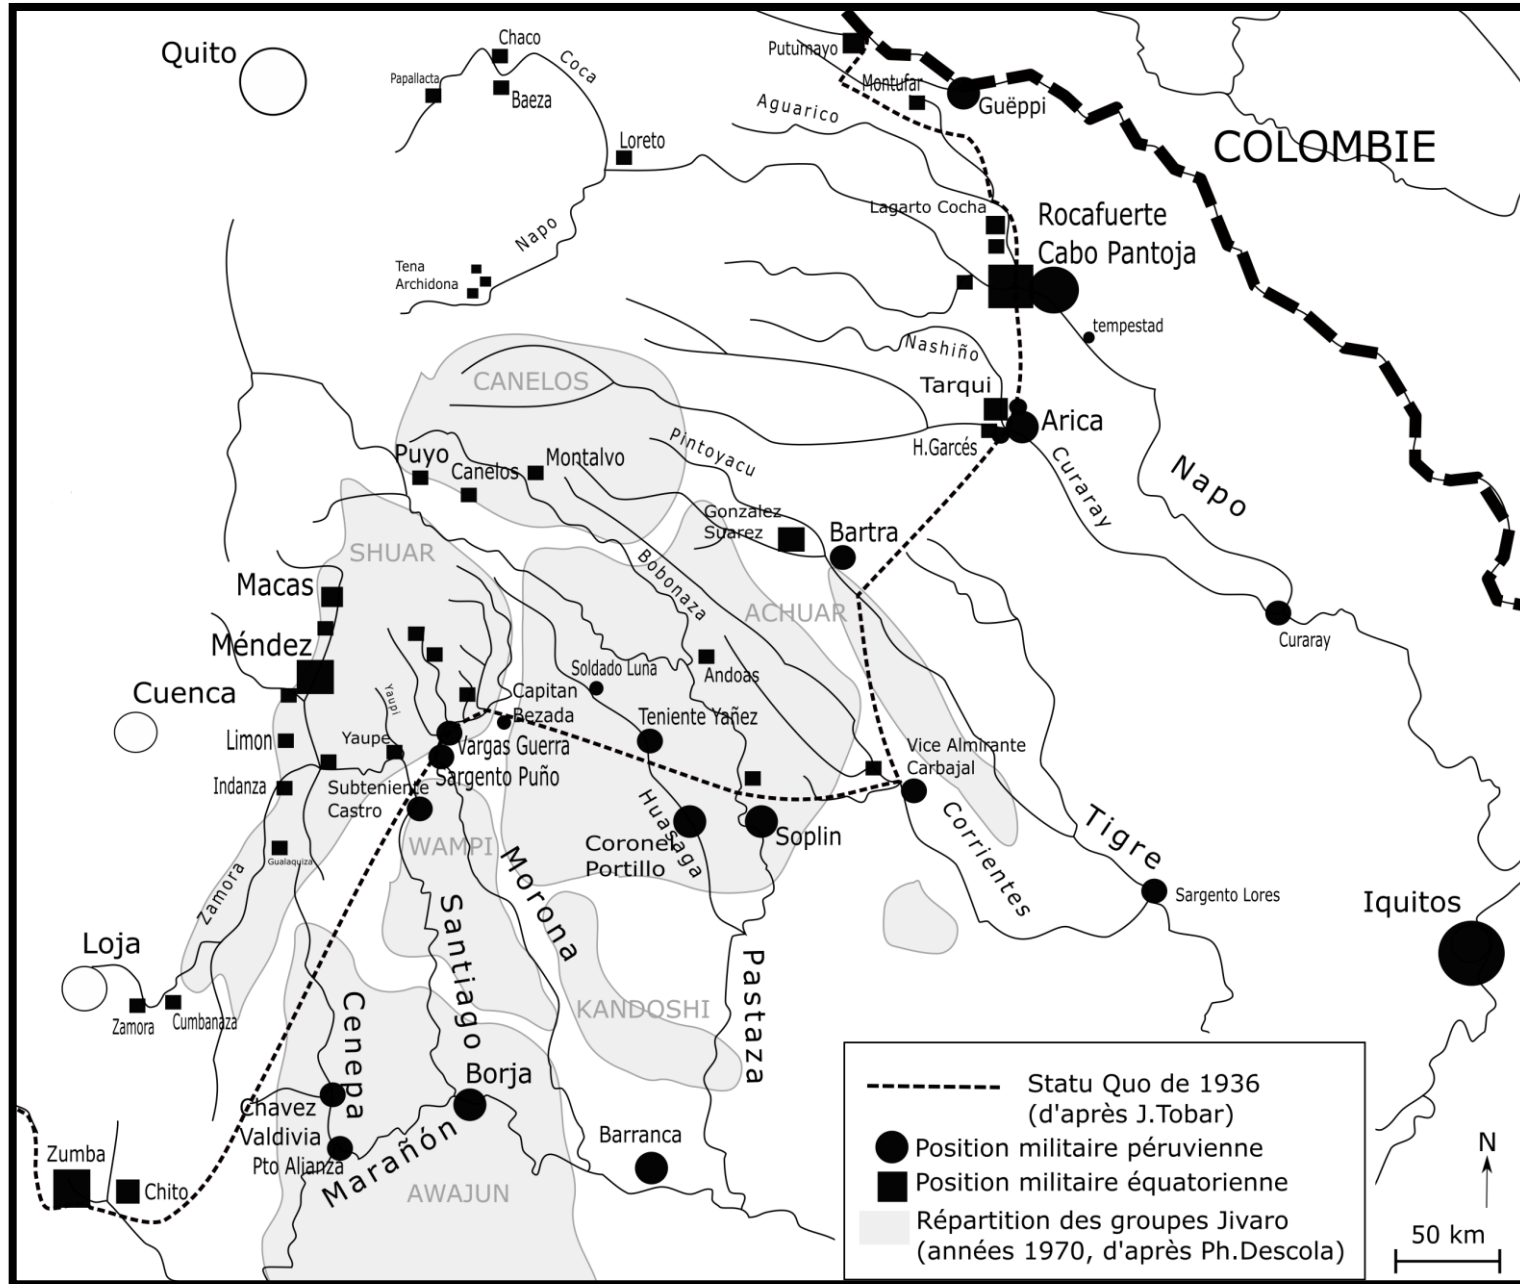 Quito
Chaco
Papallacta
Baeza
Coca
Loreto
Putumayo
Montufar
Guëppi
Aguarico
COLOMBIE
Lagarto Cocha
Rocafuerte
Cabo Pantoja
Napo
Tena
Archidona
tempestad
Nashiño
CANELOS
Tarqui
Arica
H.Garcés
Puyo
Canelos
Montalvo
Pintoyacu
Curaray
Napo
SHUAR
Gonzalez
Suarez
Bartra
Macas
Bobonaza
ACHUAR
Méndez
Curaray
Cuenca
Yaupi
Soldado Luna
Andoas
Capitan
Bezada
Teniente Yañez
Limon
Yaupe
Vargas Guerra
Vice Almirante
Carbajal
Indanza
Sargento Puño
Subteniente
Castro
Huasaga
Gualaquiza
WAMPI
Coronel
Portillo
Soplin
Corrientes
Tigre
Zamora
Morona
Sargento Lores
Iquitos
Loja
Santiago
Pastaza
Zamora
Cumbanaza
Cenepa
KANDOSHI
Borja
Chavez
Valdivia
Pto Alianza
Marañón
Barranca
Zumba
Chito
AWAJUN
Statu Quo de 1936
(d'après J.Tobar)
Position militaire péruvienne
Position militaire équatorienne
Répartition des groupes Jivaro
(années 1970, d'après Ph.Descola)
N
50 km